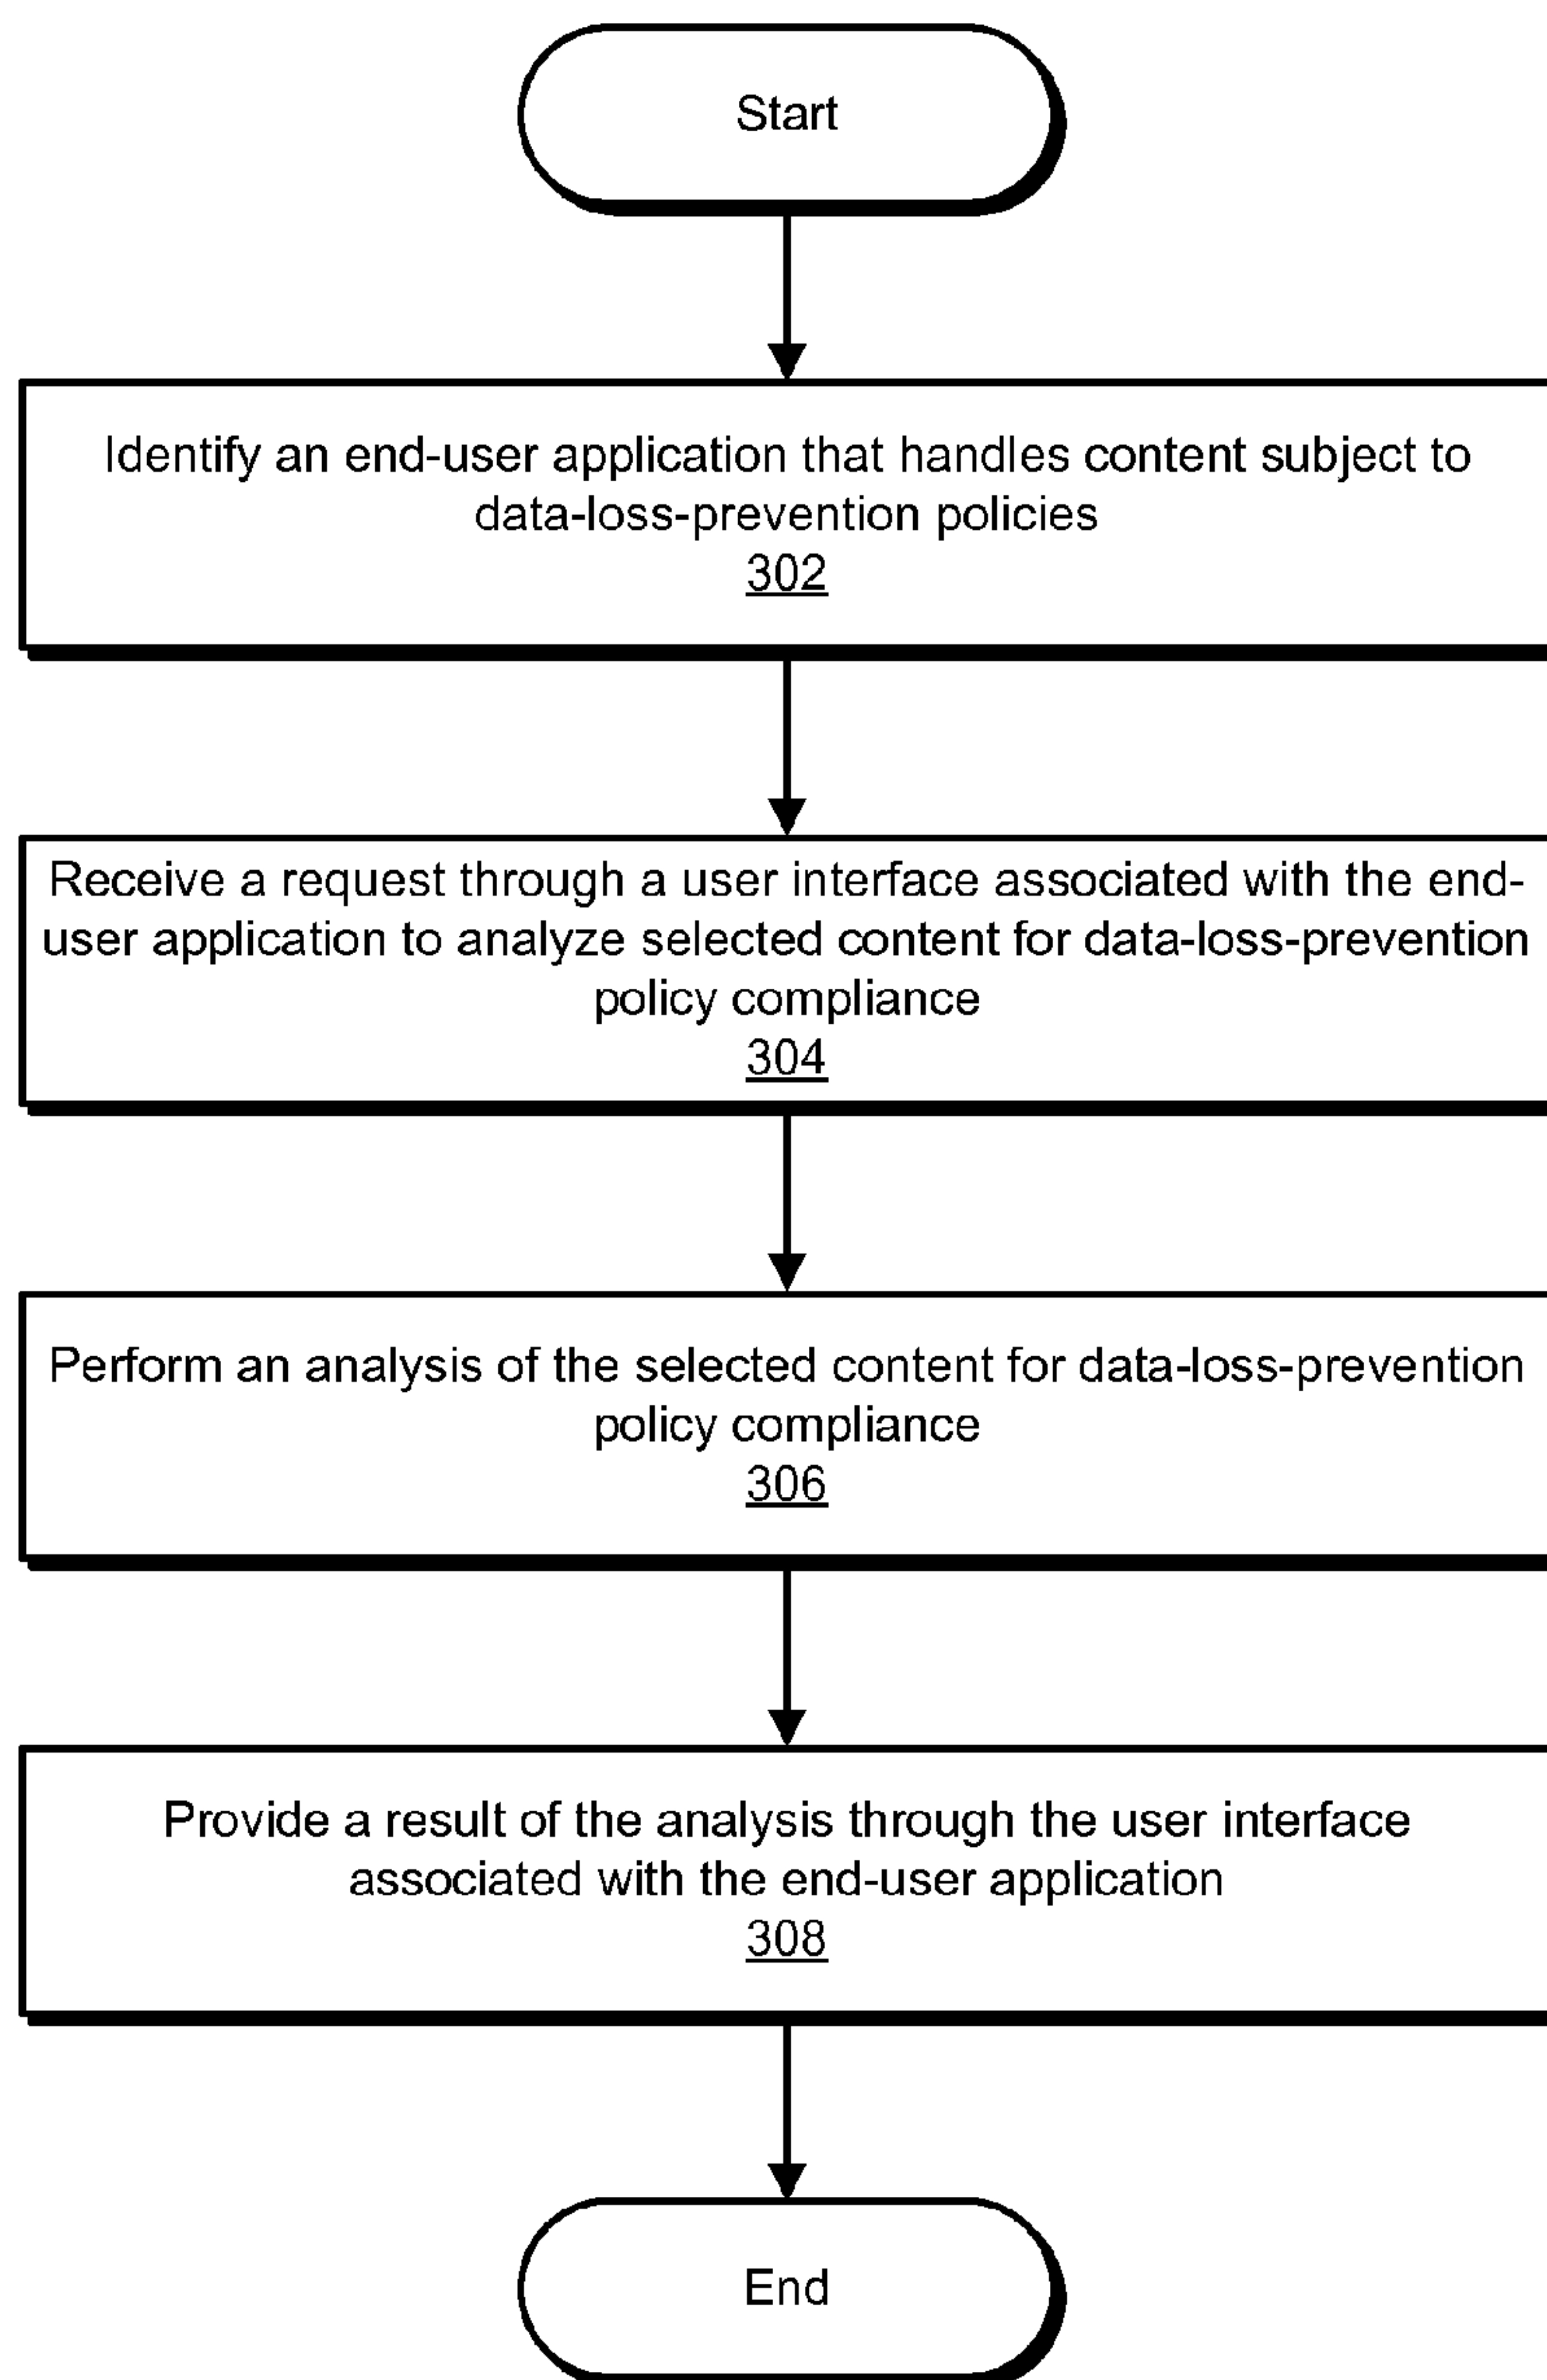 Start
Identify an end-user application that handles content subject to
data-loss-prevention policies
302
Receive a request through a user interface associated with the end-
user application to analyze selected content for data-loss-prevention
policy compliance
304
Perform an analysis of the selected content for data-loss-prevention
policy compliance
306
Provide a result of the analysis through the user interface
associated with the end-user application
308
End